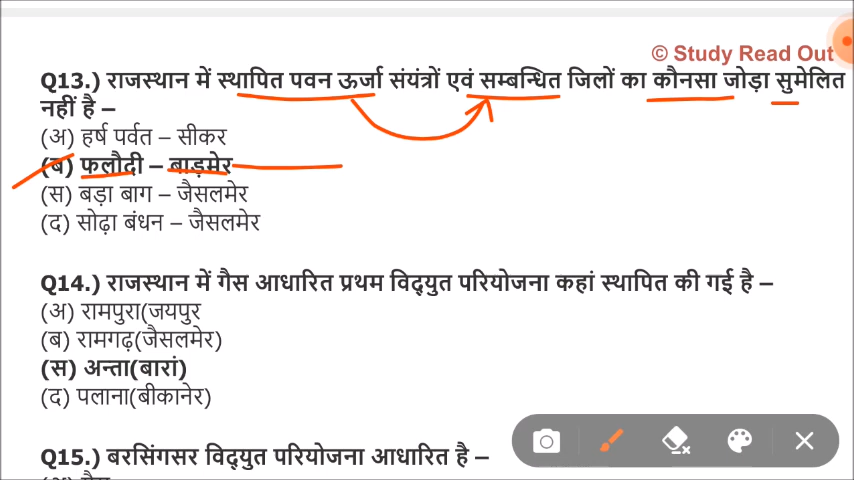 © Study Read Out
Q13.) राजस्थान में स्थापित पवन ऊर्जा संयंत्रों एवं सम्बन्धित जिलों का कौनसा जोड़ा सुमेलित
नहीं है –
(अ) हर्ष पर्वत – सीकर
(ब) फलौदी – बाड़मेर
(स) बड़ा बाग – जैसलमेर
(द) सोढ़ा बंधन – जैसलमेर
Q14.) राजस्थान में गैस आधारित प्रथम विद्युत परियोजना कहां स्थापित की गई है –
(अ) रामपुरा(जयपुर
(ब) रामगढ़(जैसलमेर)
(स) अन्ता(बारां)
(द) पलाना(बीकानेर)
Q15.) बरसिंगसर विद्युत परियोजना आधारित है –